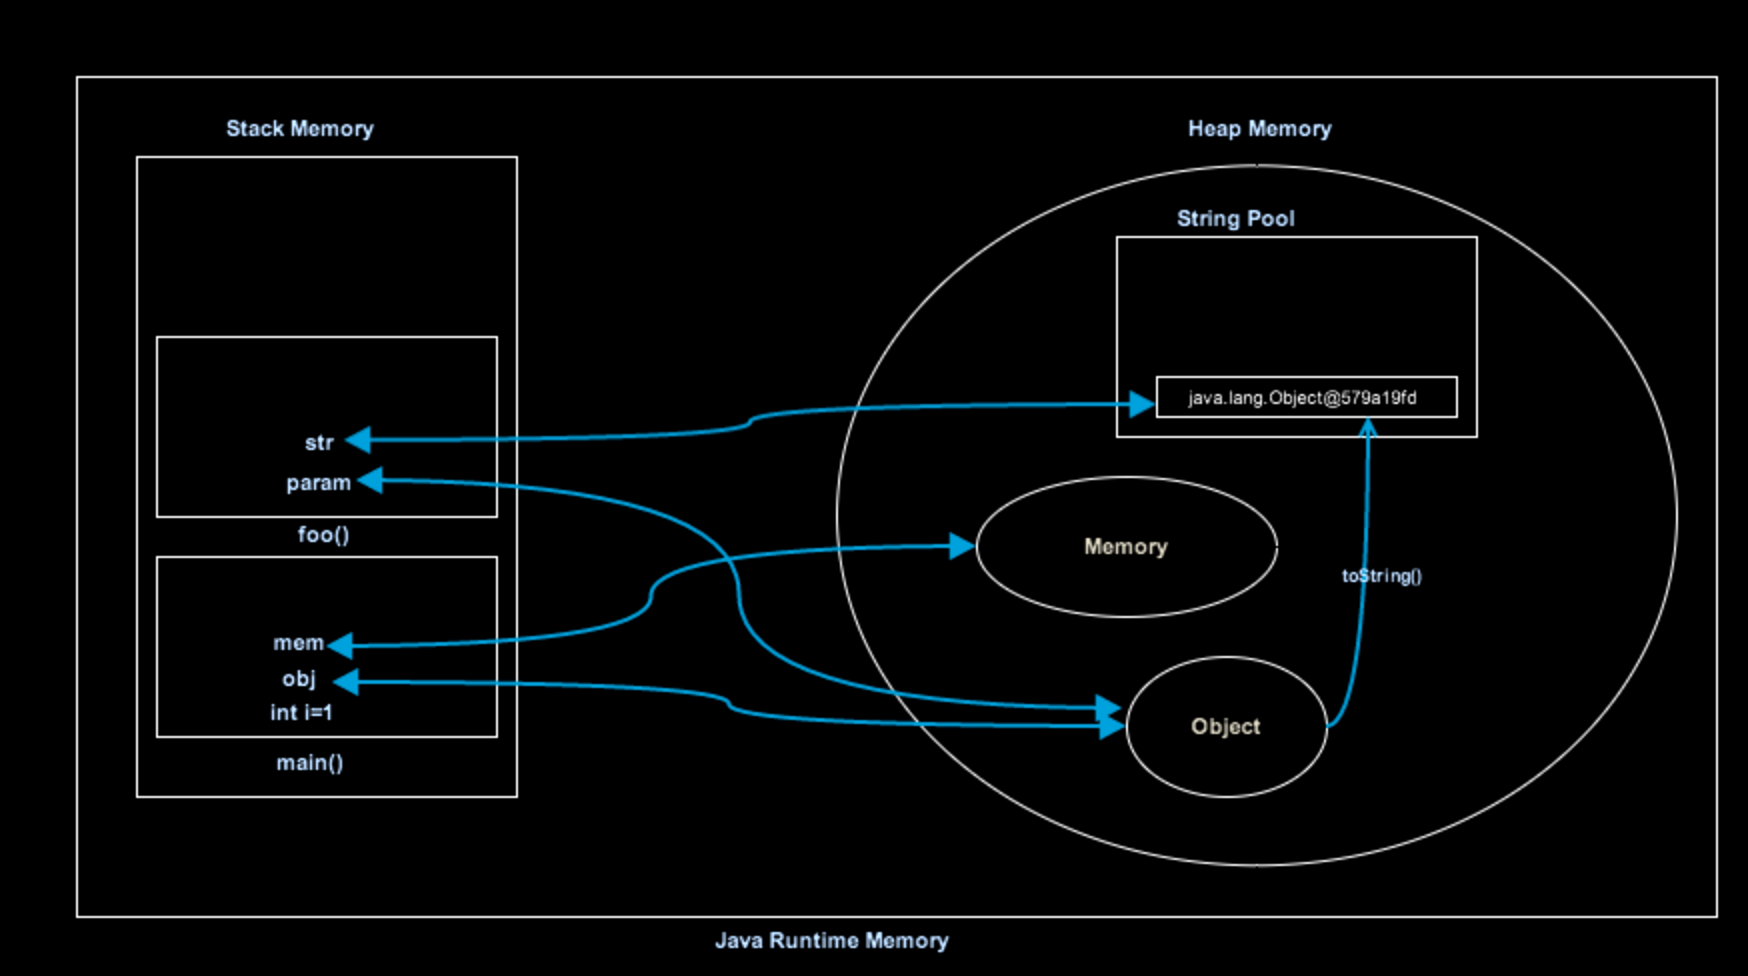 Stack Memory
Heap Memory
String Pool
java.lang.Object@579a19fd
str
param
foo()
Memory
toString()
mem
obj
int i=1
Object
main()
Java Runtime Memory